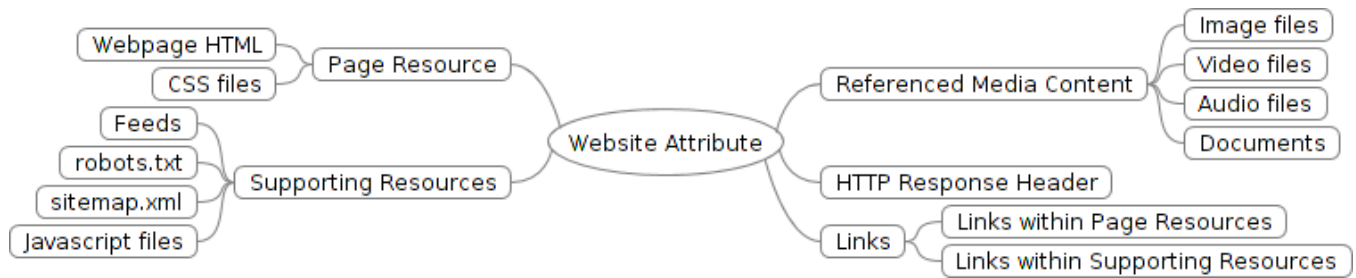 Webpage HTML
CSS files
Page Resource
Feeds
robots.txt
sitemap.xml
Javascript files
Supporting Resources
Website Attribute
Referenced Media Content
Image files
Video files
Audio files
Documents
HTTP Response Header
Links
Links within Page Resources
Links within Supporting Resources